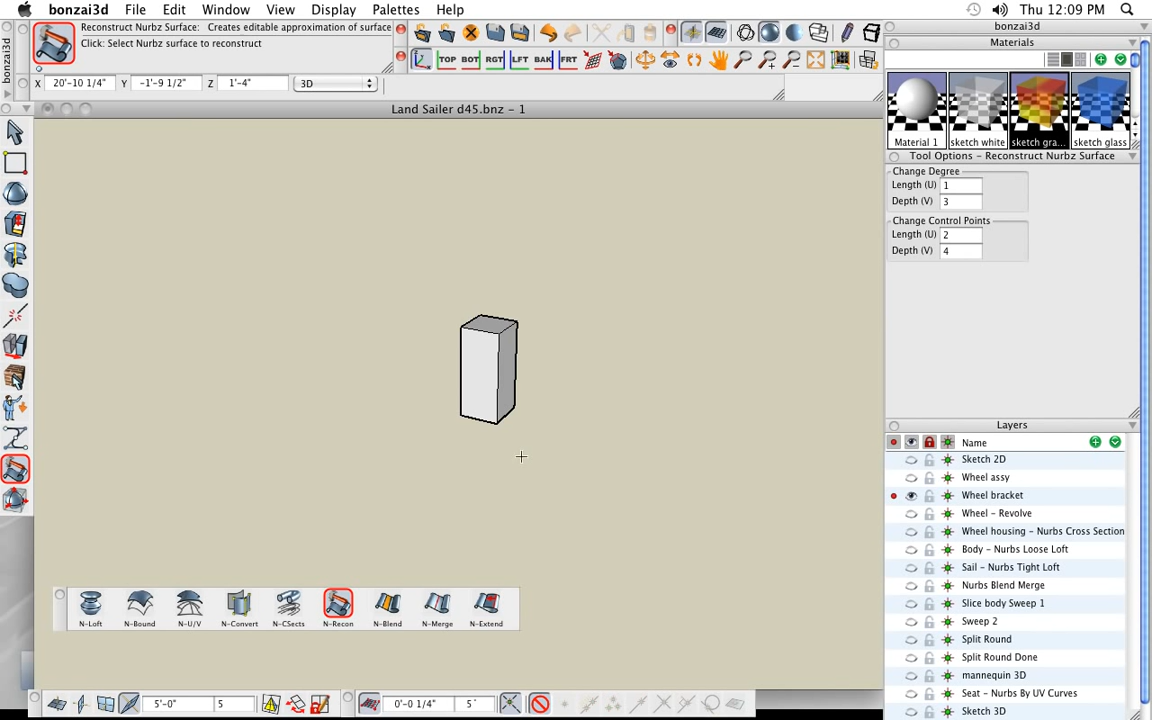 bonzai3d File Edit Window View Display Palettes Help Thu 12:09 PM
bonzai3d
Reconstruct Nurbz Surface: Creates editable approximation of surface
Click: Select Nurbz surface to reconstruct
TOP BOT RGT LFT BAK FRT
X 20'-10 1/4" Y -1'-9 1/2" Z 1'-4" 3D
Land Sailer d45.bnz - 1
bonzai3d
Materials
Material 1 sketch white sketch gra... sketch glass
Tool Options - Reconstruct Nurbz Surface
Change Degree
Length (U) 1
Depth (V) 3
Change Control Points
Length (U) 2
Depth (V) 4
Layers
Name
Sketch 2D
Wheel assy
Wheel bracket
Wheel - Revolve
Wheel housing - Nurbs Cross Section
Body - Nurbs Loose Loft
Sail - Nurbs Tight Loft
Nurbs Blend Merge
Slice body Sweep 1
Sweep 2
Split Round
Split Round Done
mannequin 3D
Seat - Nurbs By UV Curves
Sketch 3D
N-Loft N-Bound N-U/V N-Convert N-CSects N-Recon N-Blend N-Merge N-Extend
5'-0" 5 0'-0 1/4" 5°